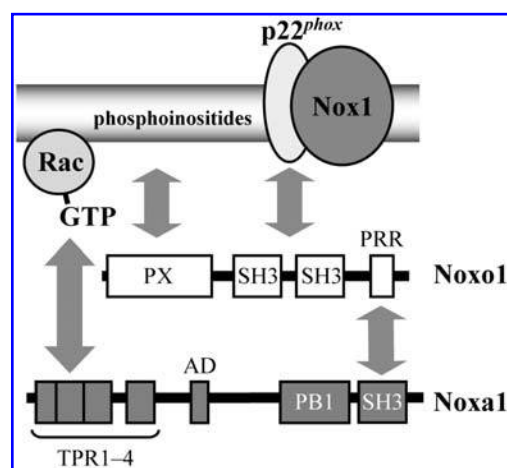 p22phox
Nox1
phosphoinositides
Rac
GTP
PRR
PX
SH3
SH3
Noxo1
AD
PB1
SH3
Noxa1
TPR1–4